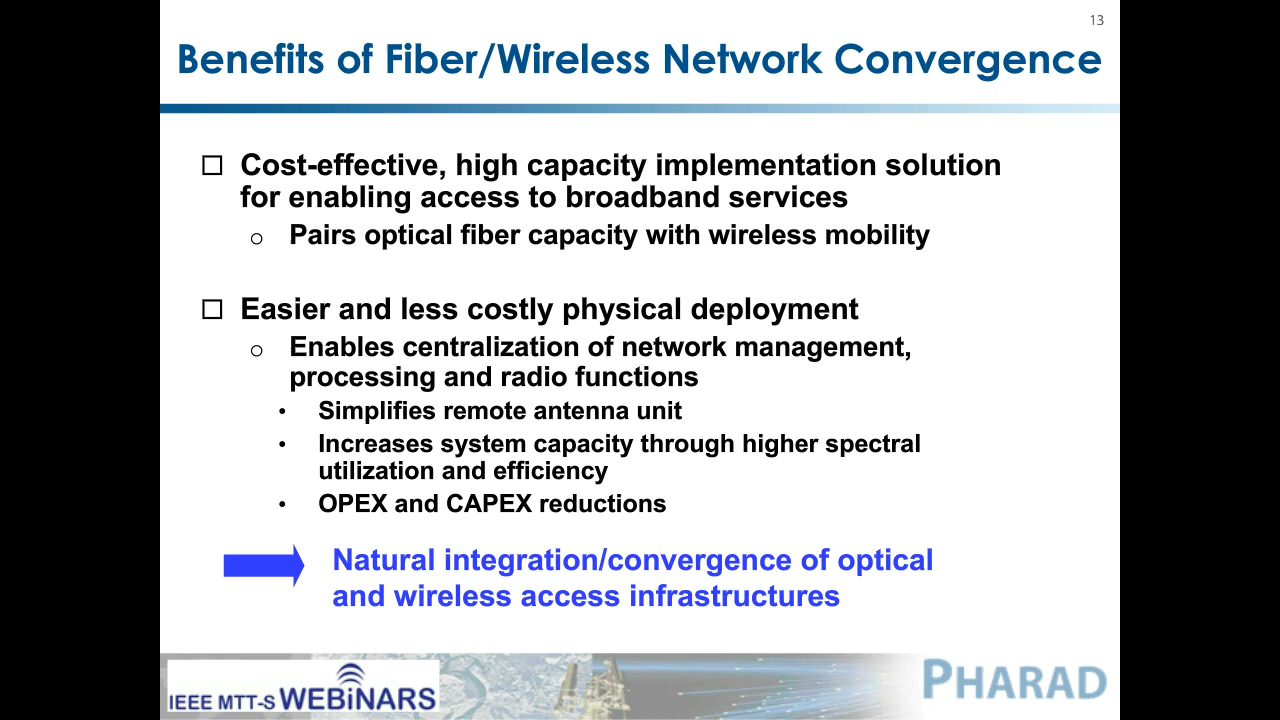 13
Benefits of Fiber/Wireless Network Convergence
Cost-effective, high capacity implementation solution
for enabling access to broadband services
Pairs optical fiber capacity with wireless mobility
Easier and less costly physical deployment
Enables centralization of network management,
processing and radio functions
Simplifies remote antenna unit
Increases system capacity through higher spectral
utilization and efficiency
OPEX and CAPEX reductions
Natural integration/convergence of optical
and wireless access infrastructures
IEEE MTT-S WEBiNARS
PHARAD